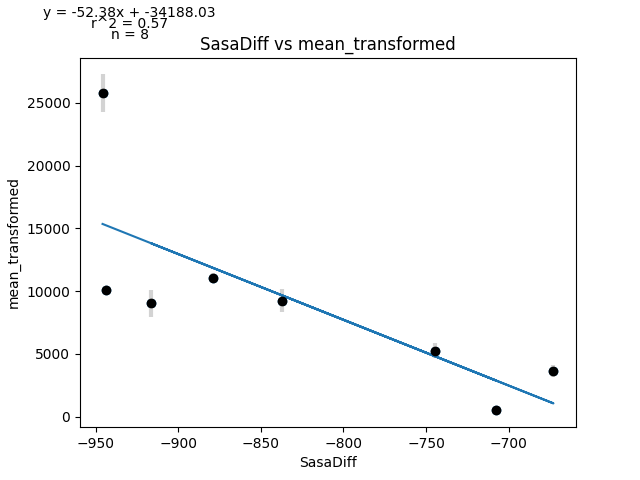 y = -52.38x + -34188.03
r^2 = 0.57
n = 8
SasaDiff vs mean_transformed
25000
20000
15000
10000
5000
0
mean_transformed
−950
−900
−850
−800
−750
−700
SasaDiff